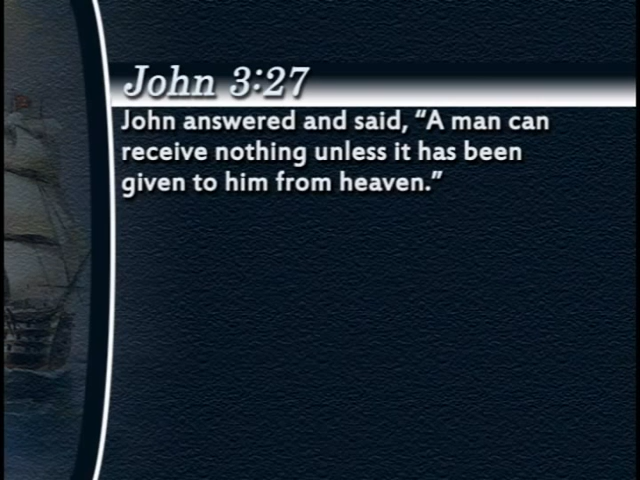 John 3:27
John answered and said, “A man can
receive nothing unless it has been
given to him from heaven.”